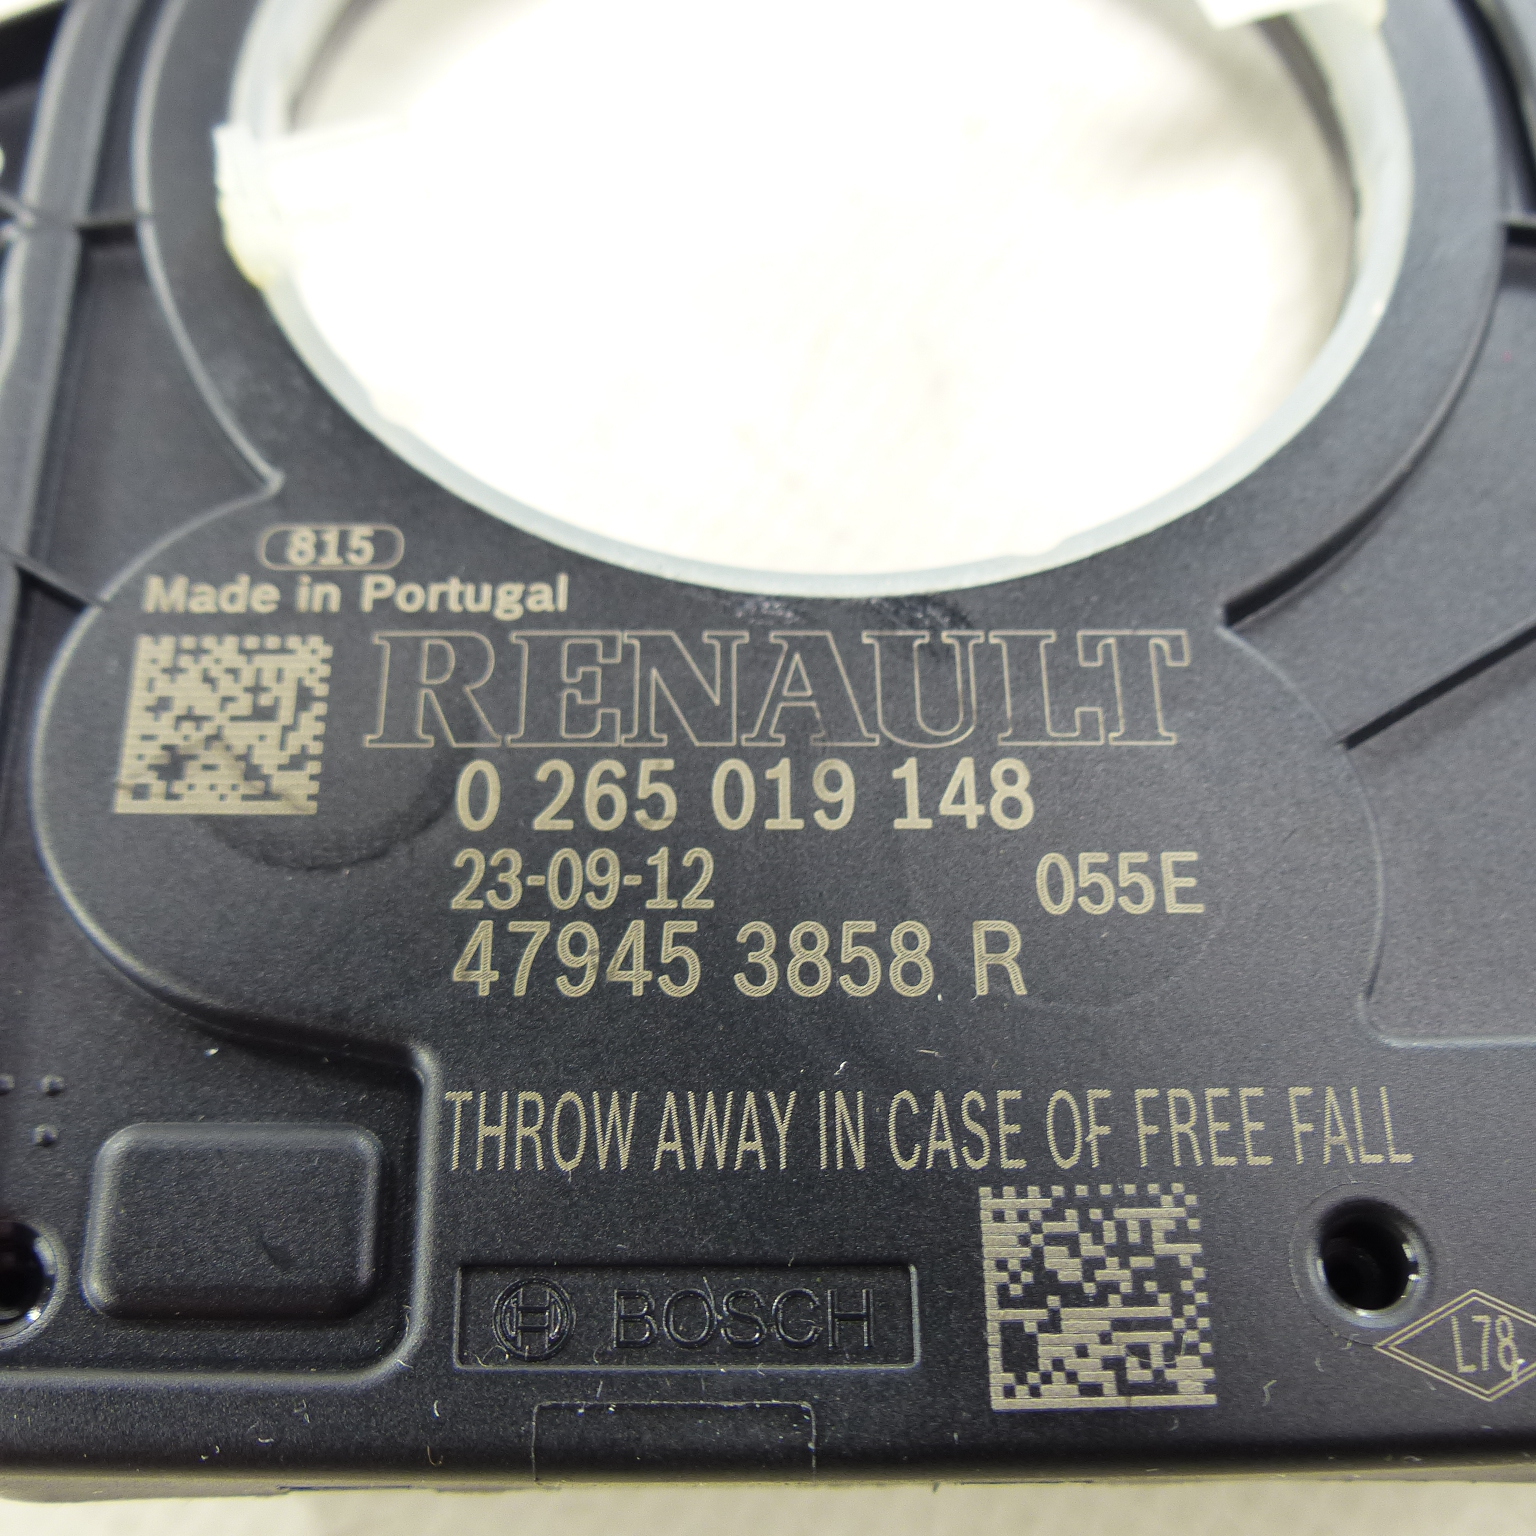 815
Made in Portugal
RENAULT
0 265 019 148
23-09-12 055E
47945 3858 R
THROW AWAY IN CASE OF FREE FALL
BOSCH
L78